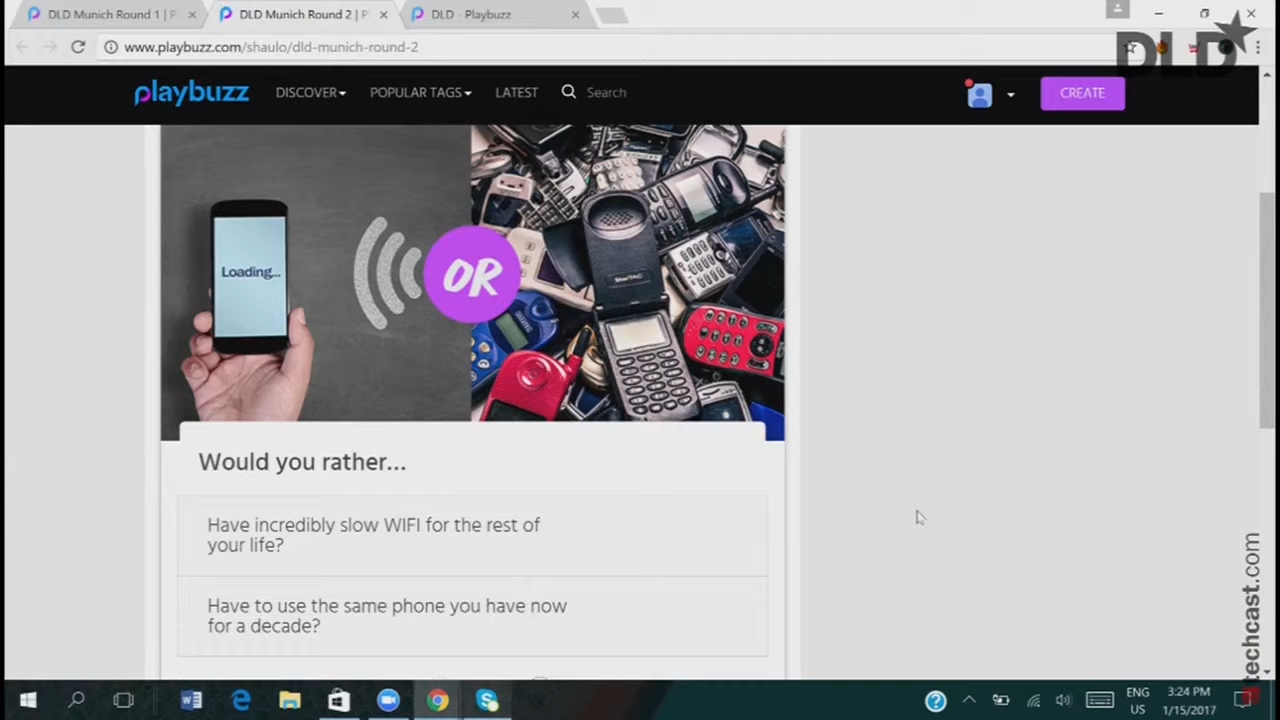 DLD Munich Round 1 | P
DLD Munich Round 2 | P
DLD - Playbuzz
DLD
www.playbuzz.com/shaulo/dld-munich-round-2
playbuzz
DISCOVER
POPULAR TAGS
LATEST
Search
CREATE
Loading...
OR
StarTAC
Would you rather...
Have incredibly slow WIFI for the rest of
your life?
Have to use the same phone you have now
for a decade?
techcast.com
ENG
US
3:24 PM
1/15/2017